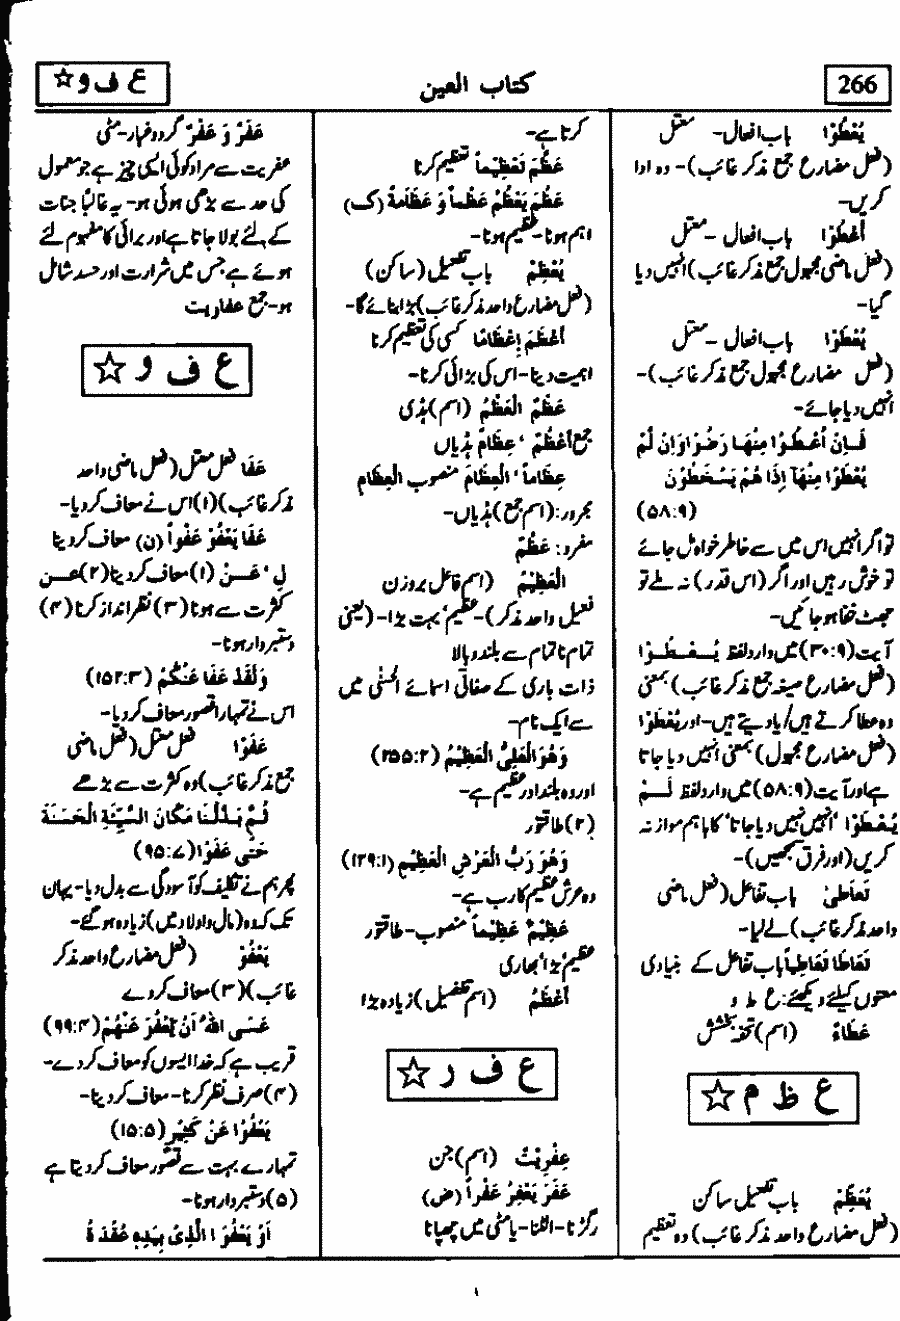 266
کتاب العین
ع ف و ☆
یُعْطُوْا باب افعال۔ معتل
(فعل مضارع جمع مذکر غائب)۔ وہ ادا
کریں۔
اُعْطُوْا باب افعال۔ معتل
(فعل ماضی مجہول جمع مذکر غائب) انہیں دیا
گیا۔
یُعْطَوْا باب افعال۔ معتل
(فعل مضارع مجہول جمع مذکر غائب)۔
انہیں دیا جائے۔
فَاِنْ اُعْطُوْا مِنْهَا رَضُوْا وَاِنْ لَّمْ
یُعْطَوْا مِنْهَآ اِذَا هُمْ یَسْخَطُوْنَ
(۵۸:۹)
تو اگر انہیں اس میں سے خاطر خواہ مل جائے
تو خوش رہیں اور اگر (اس قدر) نہ ملے تو
جھٹ خفا ہو جائیں۔
آیت (۳۰:۹) میں وارد لفظ یُعْطُوْا
(فعل مضارع صیغہ جمع مذکر غائب) بمعنی
وہ عطا کرتے ہیں/ یا دیتے ہیں۔ اور یُعْطَوْا
(فعل مضارع مجہول) بمعنی انہیں دیا جاتا
ہے اور آیت (۵۸:۹) میں وارد لفظ لَمْ
یُعْطَوْا ’انہیں نہیں دیا جاتا‘ کا باہم موازنہ
کریں (اور فرق سمجھیں)۔
تَعَاطٰی باب تفاعل (فعل ماضی
واحد مذکر غائب) لے لیا۔
تَعَاطَا تَعَاطِیاً باب تفاعل کے بنیادی
معنوں کیلئے دیکھئے: ع ط و
عَطَاءٌ (اسم) تحفہ بخشش
ع ظ م ☆
یُعَظِّمْ باب تفعیل ساکن
(فعل مضارع واحد مذکر غائب) وہ تعظیم
کرتا ہے۔
عَظَّمَ تَعْظِیْماً تعظیم کرنا
عَظُمَ یَعْظُمُ عَظْماً وَ عَظَامَةً (ک)
اہم ہونا۔ عظیم ہونا۔
یُعْظِمْ باب تفعیل (ساکن)
(فعل مضارع واحد مذکر غائب) بڑا بنائے گا۔
اَعْظَمَ اِعْظَامًا کسی کی تعظیم کرنا
اہمیت دینا۔ اس کی بڑائی کرنا۔
عَظْمٌ الْعَظْمُ (اسم) ہڈی
جمع اَعْظُمٌ ‘ عِظَامٌ ہڈیاں
عِظَاماً ‘ الْعِظَامَ منصوب الْعِظَامِ
مجرور: (اسم جمع) ہڈیاں۔
مفرد: عَظْمٌ
الْعَظِیْمُ (اسم فاعل بروزن
فعیل واحد مذکر)۔ عظیم‘ بہت بڑا۔ (یعنی
تمام تا تمام سے بلند و بالا
ذات باری کے صفاتی اسمائے الحسنٰی میں
سے ایک نام۔
وَهُوَ الْعَلِیُّ الْعَظِیْمُ (۲۵۵:۲)
اور وہ بلند اور عظیم ہے۔
(۲) طاقتور
وَهُوَ رَبُّ الْعَرْشِ الْعَظِیْمِ (۱۲۹:۱)
وہ عرش عظیم کا رب ہے۔
عَظِیْمٌ عَظِیْماً منصوب۔ طاقتور
عظیم‘ بڑا‘ بھاری
اَعْظَمُ (اسم تفضیل) زیادہ بڑا
ع ف ر ☆
عِفْرِیْتٌ (اسم) جن
عَفَرَ یَعْفِرُ عَفْراً (ض)
رگڑنا۔ الٹنا۔ یا مٹی میں چھپانا
عَفَرٌ وَ عَفْرٌ گرد و غبار۔ مٹی
عفریت سے مراد کوئی ایسی چیز ہے جو معمول
کی حد سے بڑھی ہوئی ہو۔ یہ غالباً جنات
کے لئے بولا جاتا ہے اور برائی کا مفہوم لئے
ہوئے ہے جس میں شرارت اور حسد شامل
ہو۔ جمع عفاریت
ع ف و ☆
عَفَا فعل معتل (فعل ماضی واحد
مذکر غائب) (۱) اس نے معاف کر دیا۔
عَفَا یَعْفُوْ عَفْواً (ن) معاف کر دینا
لِ ‘ عَنْ (۱) معاف کر دینا (۲) عن
کثرت سے ہونا (۳) نظر انداز کرنا (۴)
دستبردار ہونا۔
وَلَقَدْ عَفَا عَنْکُمْ (۱۵۲:۳)
اس نے تمہارا قصور معاف کر دیا۔
عَفَوْا فعل معتل (فعل ماضی
جمع مذکر غائب) وہ کثرت سے بڑھے
ثُمَّ بَدَّلْنَا مَکَانَ السَّیِّئَةِ الْحَسَنَةَ
حَتّٰی عَفَوْا (۹۵:۷)
پھر ہم نے تکلیف کو آسودگی سے بدل دیا۔ یہاں
تک کہ وہ (مال و اولاد میں) زیادہ ہو گئے۔
یَعْفُوْ (فعل مضارع واحد مذکر
غائب) (۳) معاف کر دے
عَسَی اللّٰهُ اَنْ یَّعْفُوَ عَنْهُمْ (۹۹:۴)
قریب ہے کہ خدا ایسوں کو معاف کر دے۔
(۴) صرف نظر کرنا۔ معاف کر دینا۔
یَعْفُوْا عَنْ کَثِیْرٍ (۱۵:۵)
تمہارے بہت سے قصور معاف کر دیتا ہے
(۵) دستبردار ہونا۔
اَوْ یَعْفُوَا الَّذِیْ بِیَدِهٖ عُقْدَةُ
۱